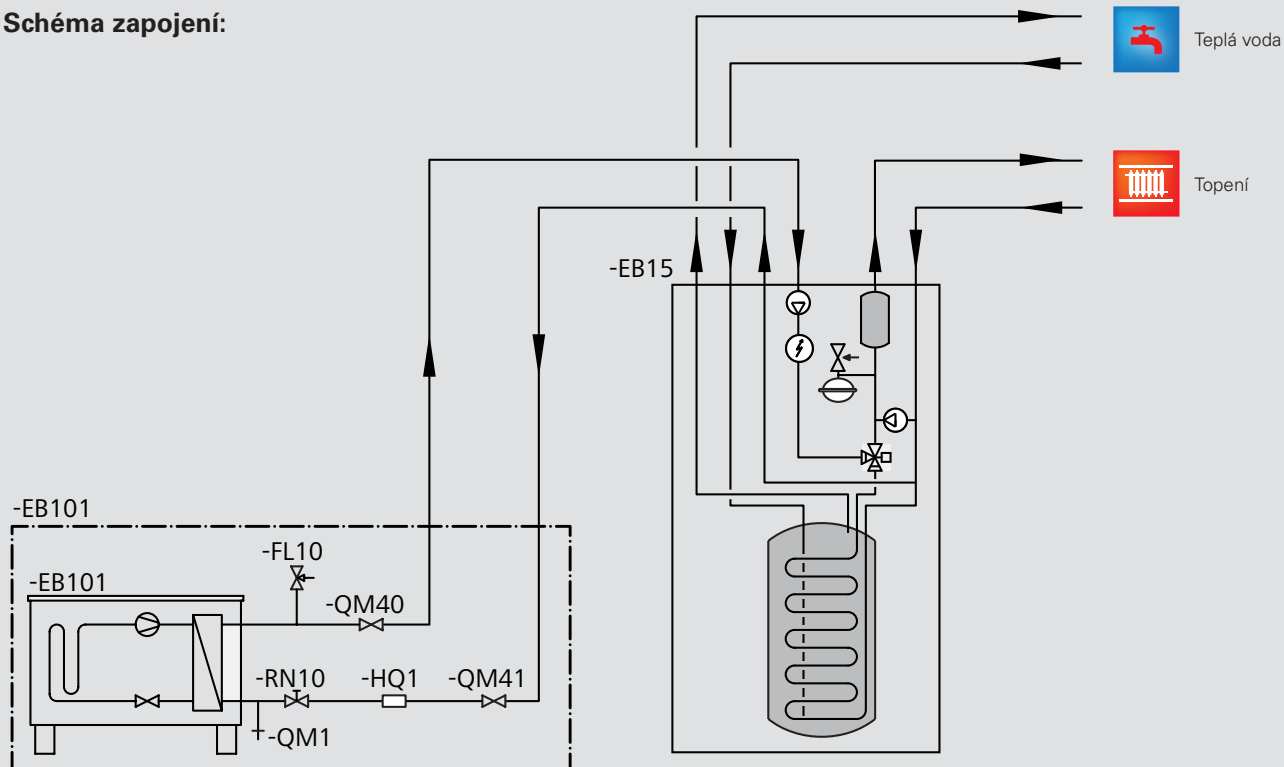 Schéma zapojení:
Teplá voda
Topení
-EB15
-EB101
-FL10
-EB101
-QM40
-RN10
-HQ1
-QM41
-QM1